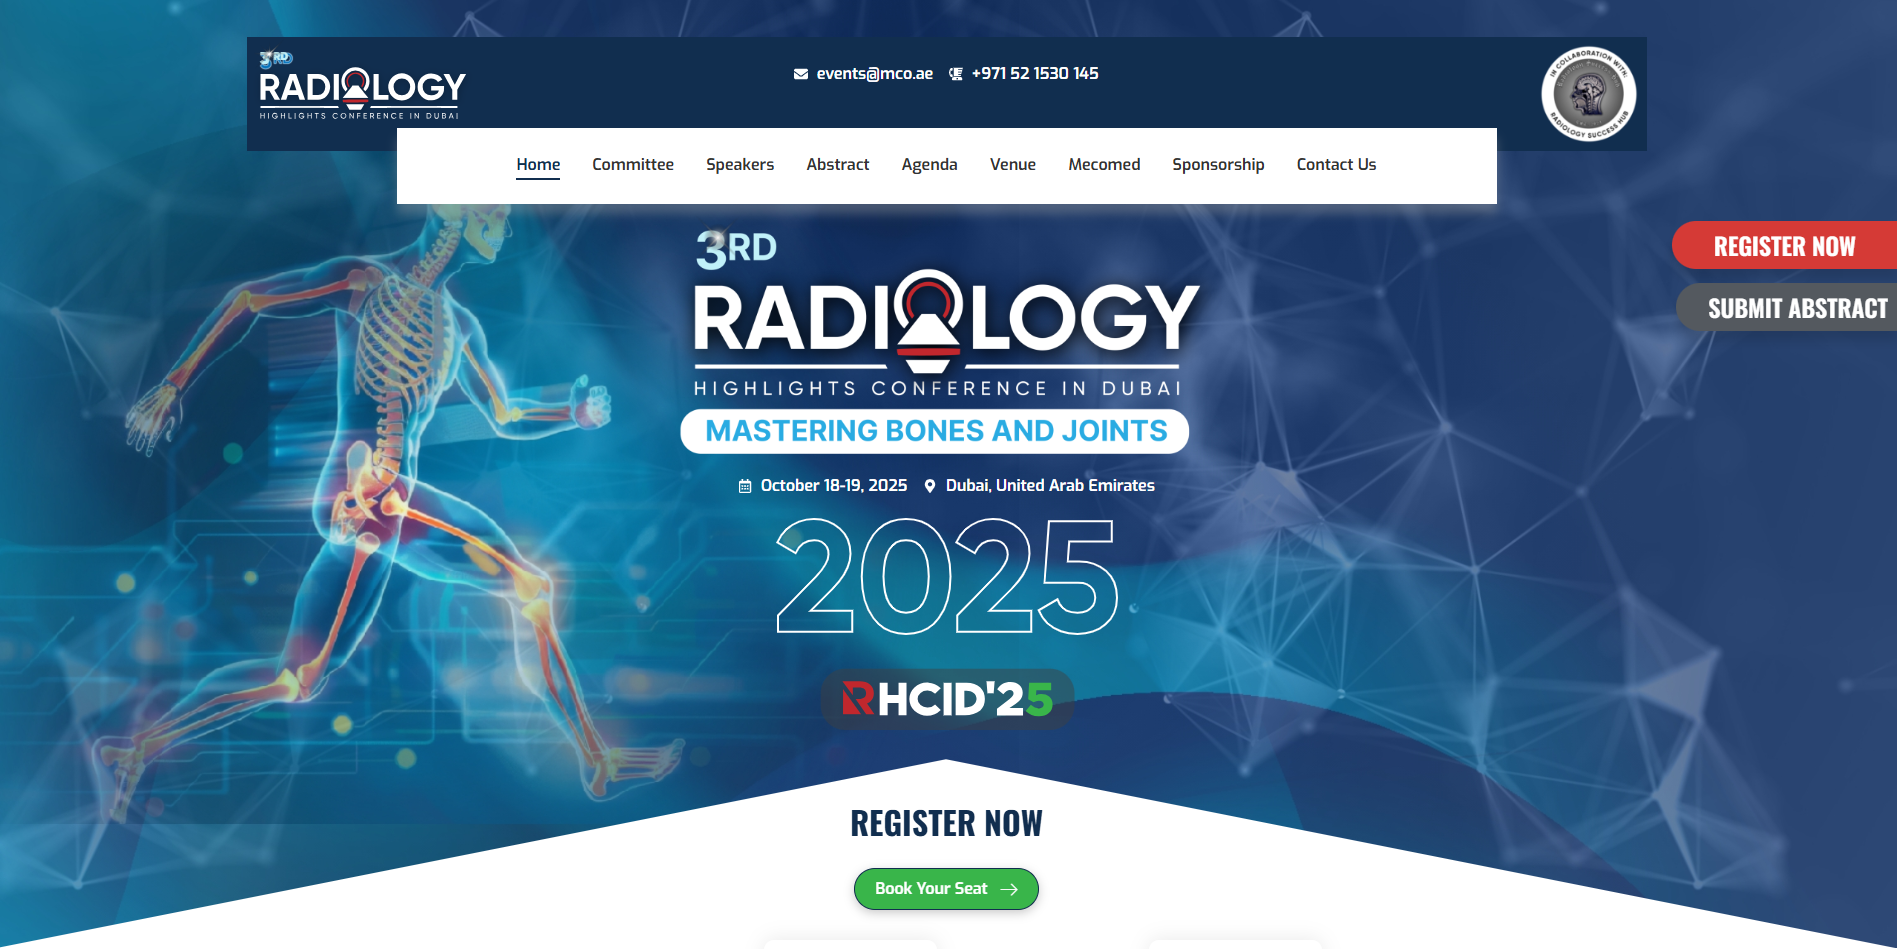 3RD
RADIOLOGY
HIGHLIGHTS CONFERENCE IN DUBAI
events@mco.ae +971 52 1530 145
IN COLLABORATION WITH:
RADIOLOGY SUCCESS HUB
Home Committee Speakers Abstract Agenda Venue Mecomed Sponsorship Contact Us
REGISTER NOW
SUBMIT ABSTRACT
3RD
RADIOLOGY
HIGHLIGHTS CONFERENCE IN DUBAI
MASTERING BONES AND JOINTS
October 18-19, 2025 Dubai, United Arab Emirates
2025
RHCID'25
REGISTER NOW
Book Your Seat